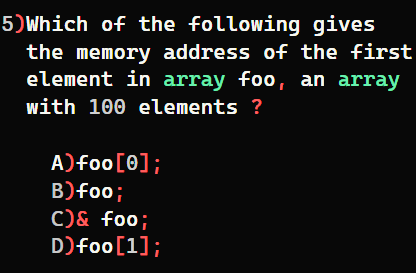 5)Which of the following gives
the memory address of the first
element in array foo, an array
with 100 elements ?
A)foo[0];
B)foo;
C)& foo;
D)foo[1];